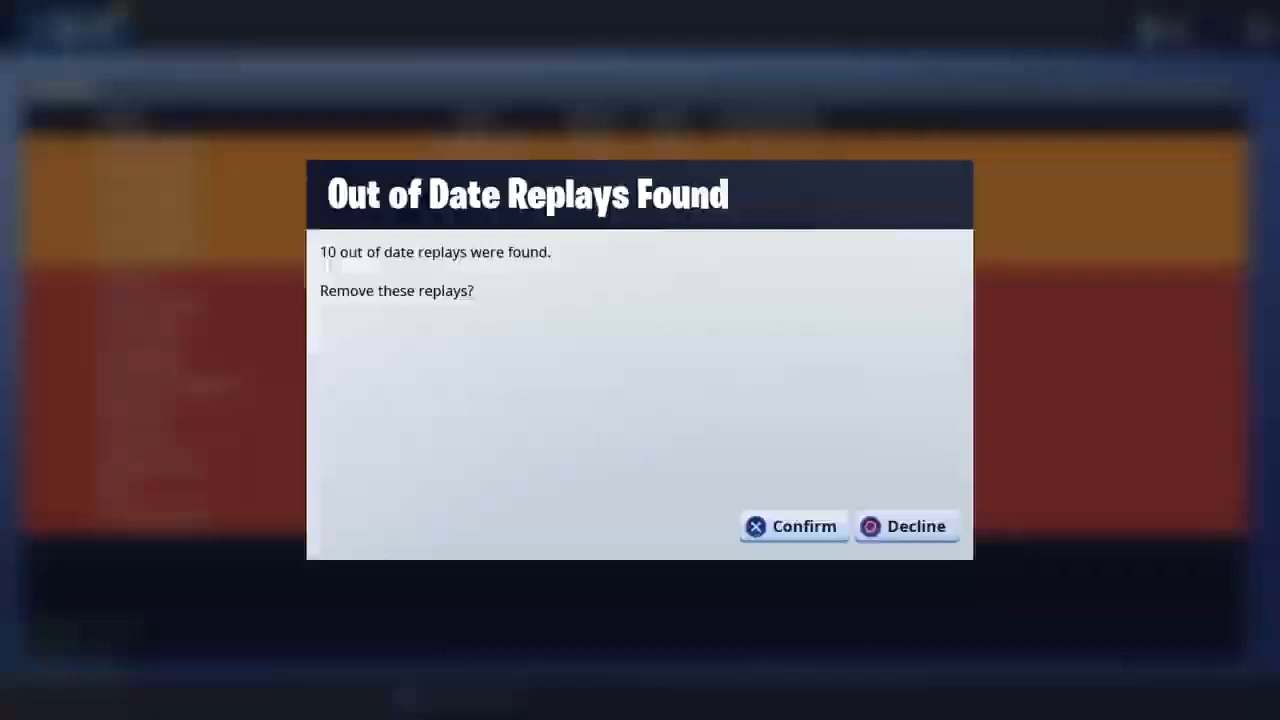 Out of Date Replays Found
10 out of date replays were found.
Remove these replays?
Confirm
Decline